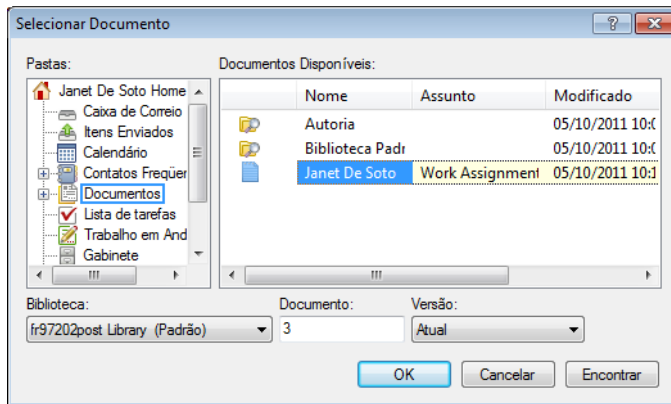 Selecionar Documento
Pastas:
Documentos Disponíveis:
Janet De Soto Home
Caixa de Correio
Itens Enviados
Calendário
Contatos Freqüer
Documentos
Lista de tarefas
Trabalho em And
Gabinete
Nome Assunto Modificado
Autoria 05/10/2011 10:0
Biblioteca Padr 05/10/2011 10:0
Janet De Soto Work Assignment 05/10/2011 10:1
Biblioteca: Documento: Versão:
fr97202post Library (Padrão) 3 Atual
OK Cancelar Encontrar